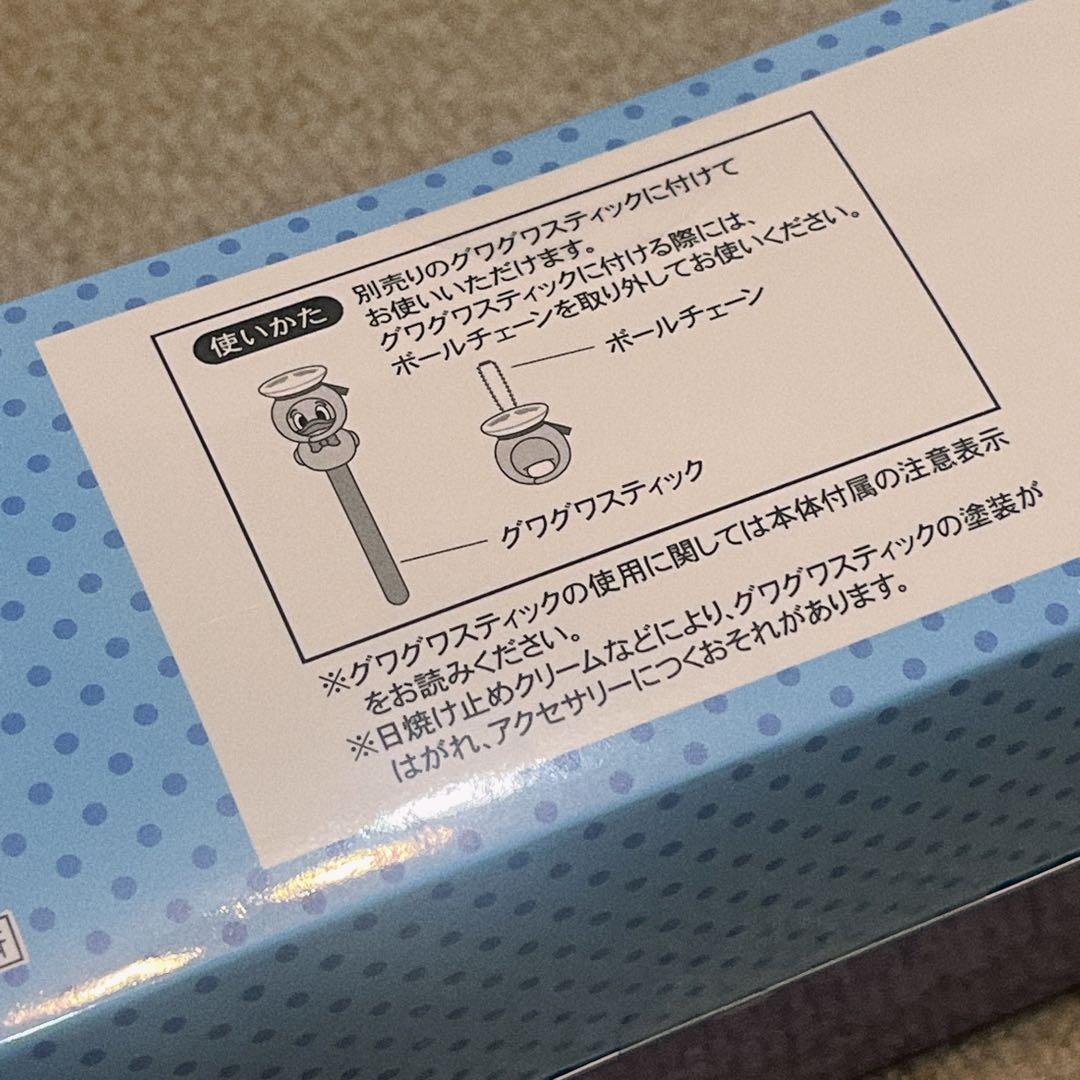 使いかた
別売りのグワグワスティックに付けて
お使いいただけます。
グワグワスティックに付ける際には、
ボールチェーンを取り外してお使いください。
ボールチェーン
グワグワスティック
※グワグワスティックの使用に関しては本体付属の注意表示
をお読みください。
※日焼け止めクリームなどにより、グワグワスティックの塗装が
はがれ、アクセサリーにつくおそれがあります。